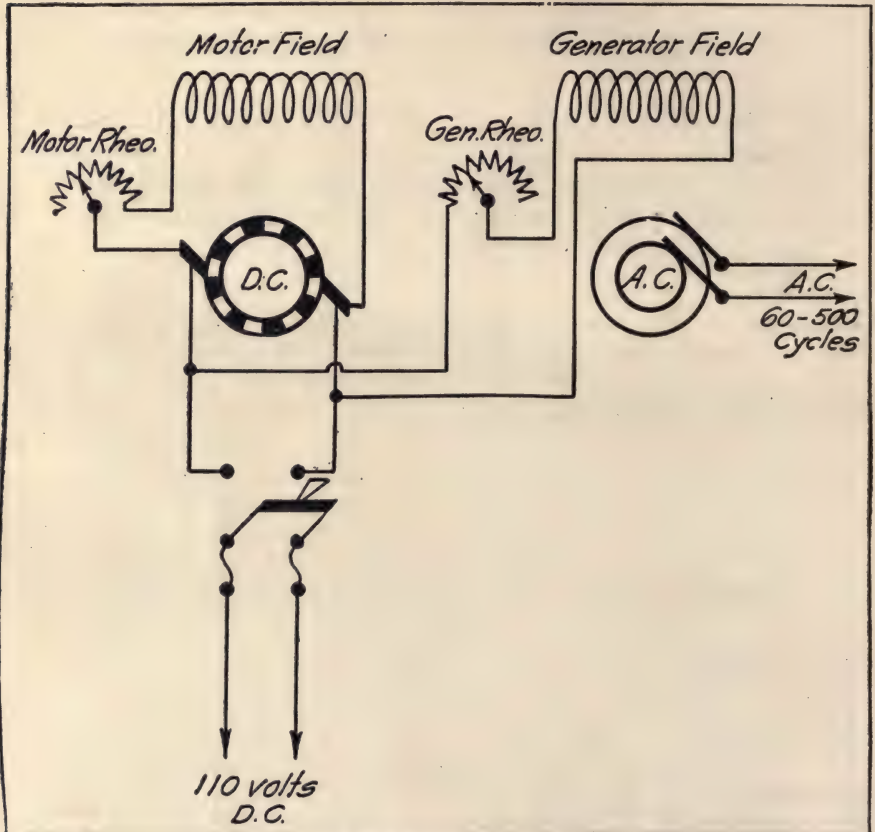 Motor Field
Generator Field
Motor Rheo.
Gen. Rheo.
D.C.
A.C.
A.C.
60-500
Cycles
110 volts
D.C.